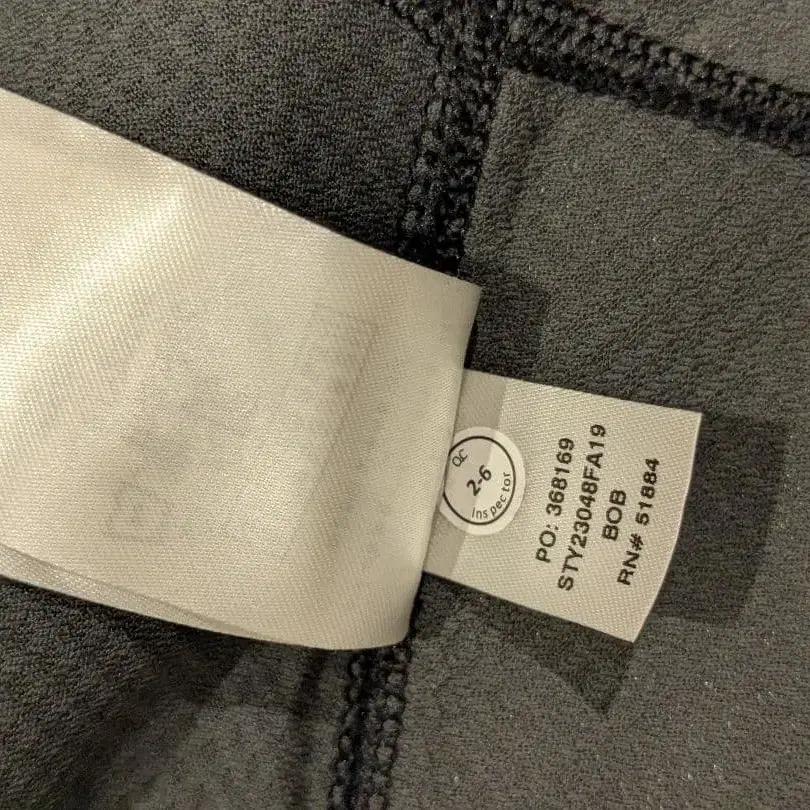 QC
2-6
Inspector
PO: 368169
STY23048FA19
BOB
RN# 51884